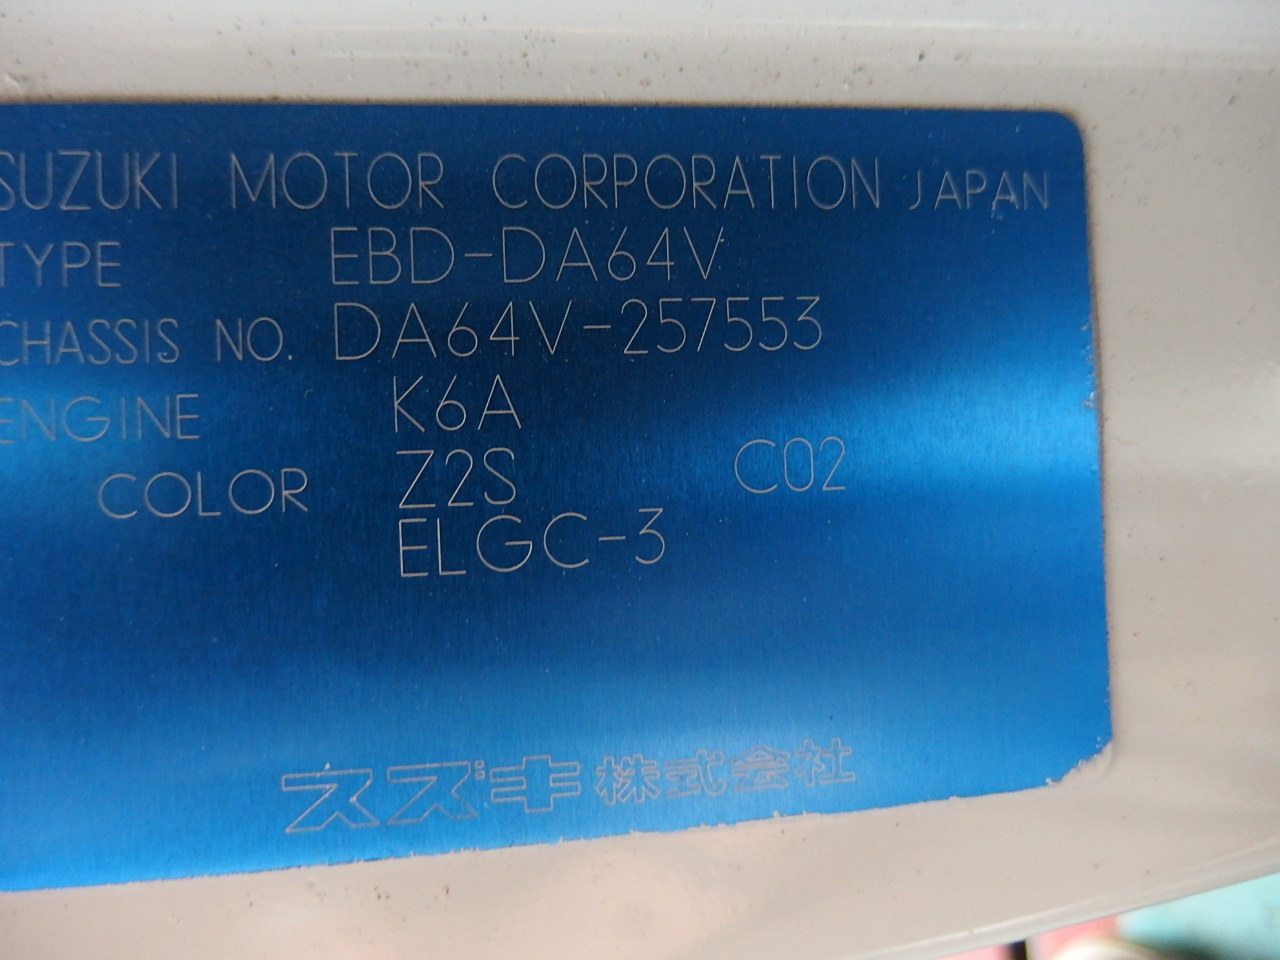 SUZUKI MOTOR CORPORATION JAPAN
TYPE EBD-DA64V
CHASSIS NO. DA64V-257553
ENGINE K6A
COLOR Z2S C02
ELGC-3
スズキ株式会社